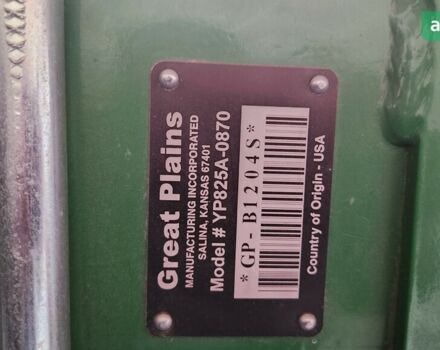 Great Plains
MANUFACTURING INCORPORATED
SALINA, KANSAS 67401
Model # YP825A-0870
*GP-B1204S*
Country of Origin - USA
a